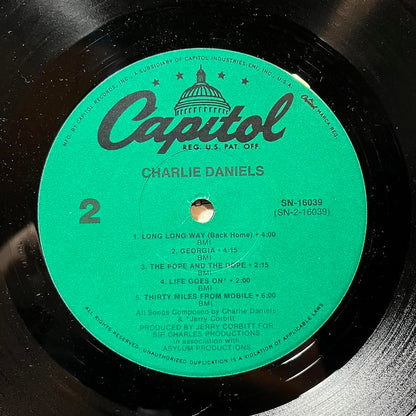 MFD. BY CAPITOL RECORDS, INC., A SUBSIDIARY OF CAPITOL INDUSTRIES-EMI, INC., U.S.A.
Capitol
REG. U.S. PAT. OFF.
Capitol MARCA REG.
CHARLIE DANIELS
2
SN-16039
(SN-2-16039)
1. LONG LONG WAY (Back Home) • 4:00
BMI
2. GEORGIA • 4:15
BMI
3. THE POPE AND THE DOPE • 2:15
BMI
4. LIFE GOES ON* • 2:00
BMI
5. THIRTY MILES FROM MOBILE • 6:00
BMI
All Songs Composed by Charlie Daniels
& *Jerry Corbitt
PRODUCED BY JERRY CORBITT FOR
SIR CHARLES PRODUCTIONS,
in association with
ASYLUM PRODUCTIONS.
ALL RIGHTS RESERVED. UNAUTHORIZED DUPLICATION IS A VIOLATION OF APPLICABLE LAWS